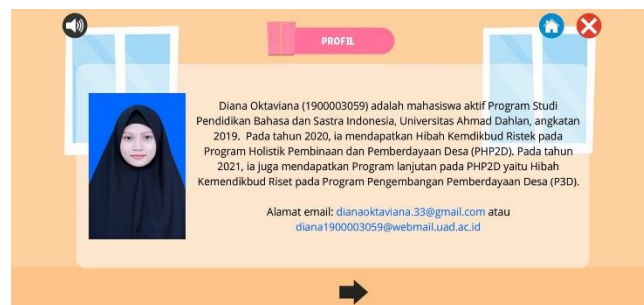 PROFIL
Diana Oktaviana (1900003059) adalah mahasiswa aktif Program Studi
Pendidikan Bahasa dan Sastra Indonesia, Universitas Ahmad Dahlan, angkatan
2019. Pada tahun 2020, ia mendapatkan Hibah Kemdikbud Ristek pada
Program Holistik Pembinaan dan Pemberdayaan Desa (PHP2D). Pada tahun
2021, ia juga mendapatkan Program lanjutan pada PHP2D yaitu Hibah
Kemendikbud Riset pada Program Pengembangan Pemberdayaan Desa (P3D).
Alamat email: dianaoktaviana.33@gmail.com atau
diana1900003059@webmail.uad.ac.id